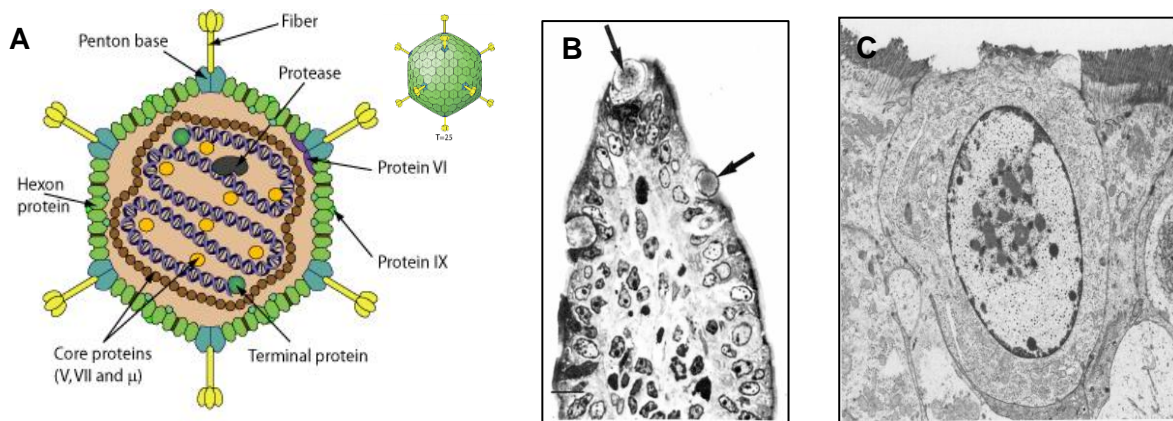 A
Fiber
Penton base
Protease
T=25
Protein VI
Hexon
protein
Protein IX
Core proteins
(V, VII and μ)
Terminal protein
B
C